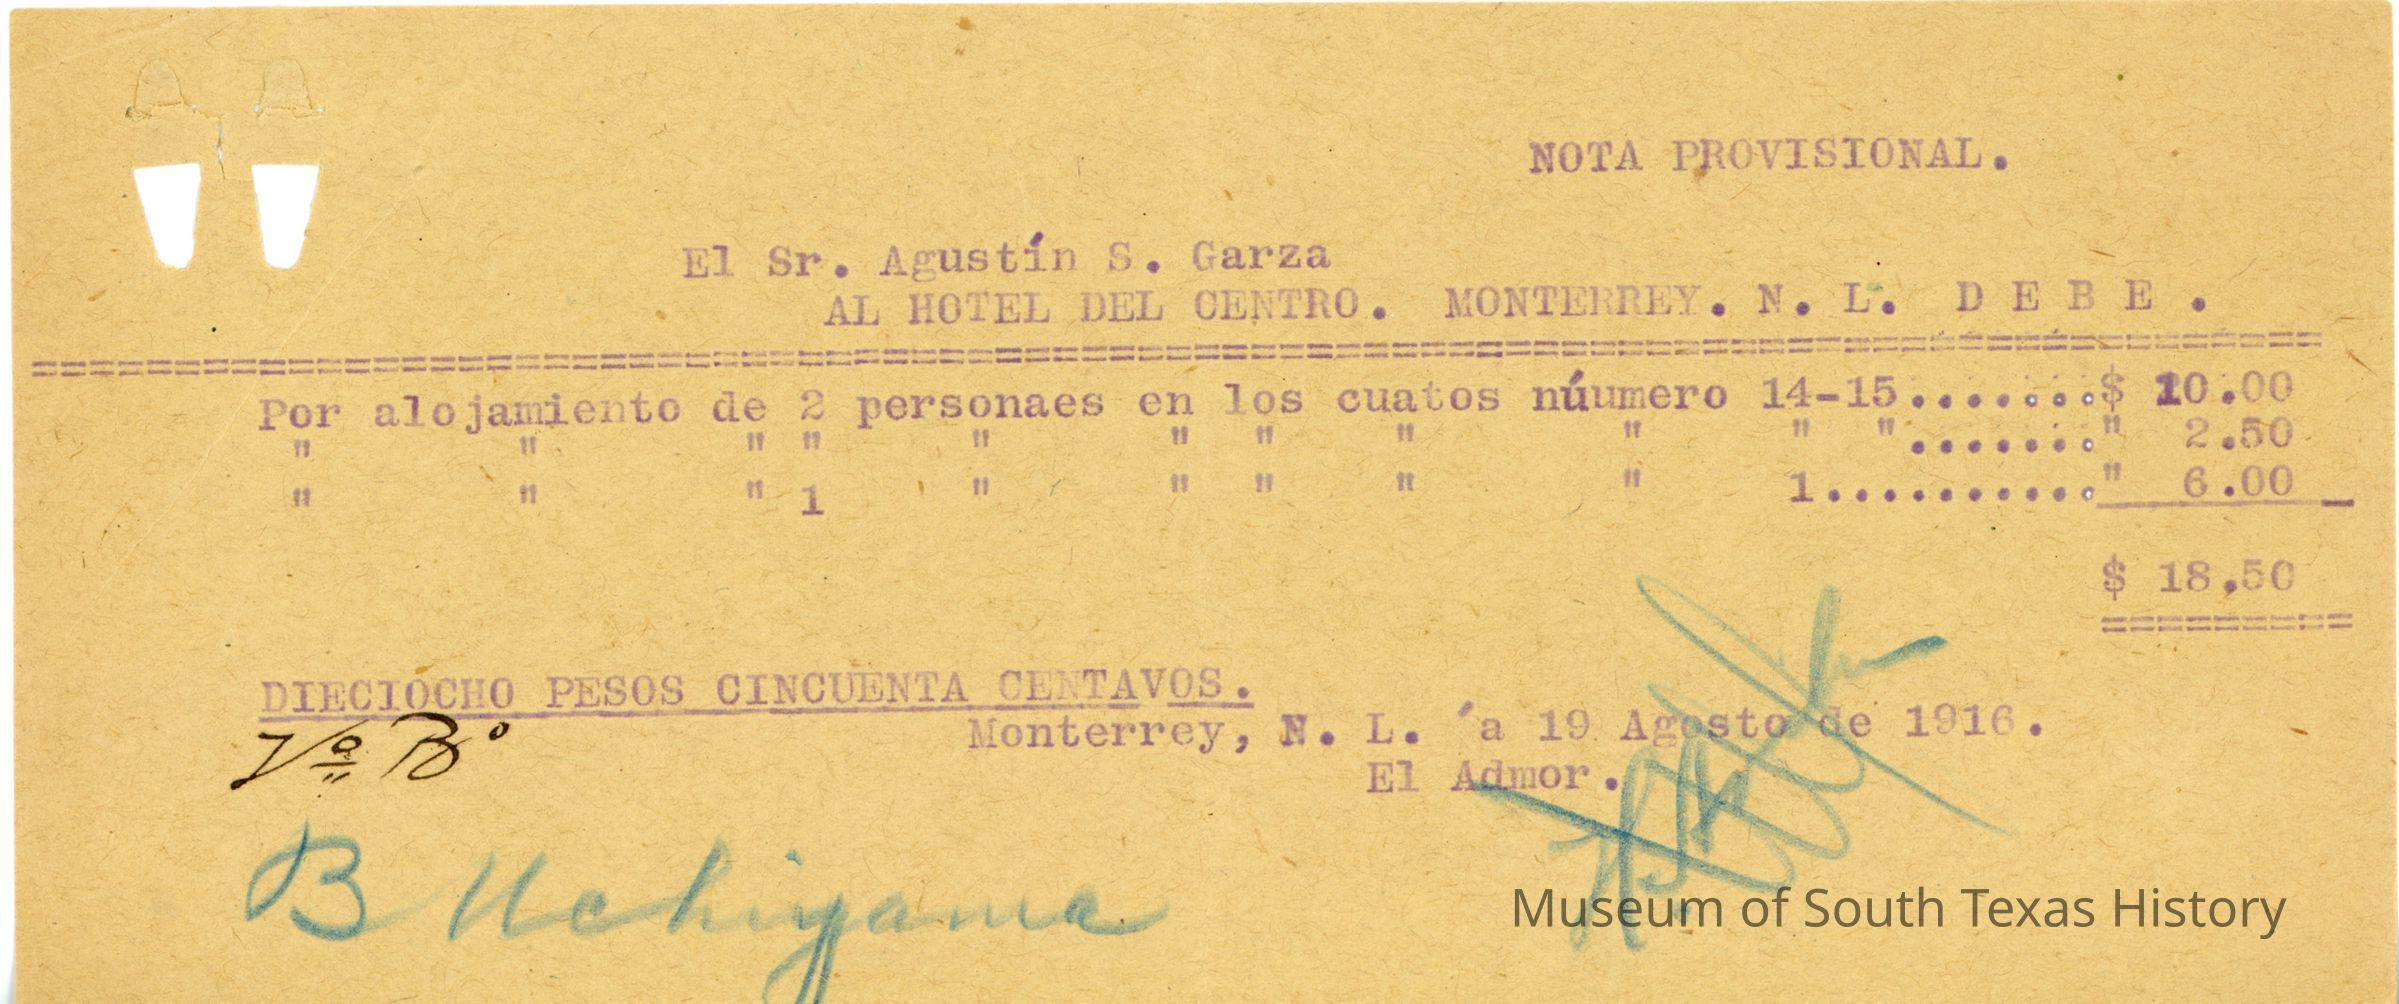 NOTA PROVISIONAL.
El Sr. Agustín S. Garza
AL HOTEL DEL CENTRO. MONTERREY. N. L. D E B E .
================================================================================
Por alojamiento de 2 personaes en los cuatos núumero 14-15.......$ 10.00
" " " " " " " " " " "........" 2.50
" " " 1 " " " " " 1.........." 6.00
$ 18.50
=========
DIECIOCHO PESOS CINCUENTA CENTAVOS.
Vo Bo
Monterrey, N. L. ´a 19 Agosto de 1916.
El Admor.
B Uchiyama
Museum of South Texas History